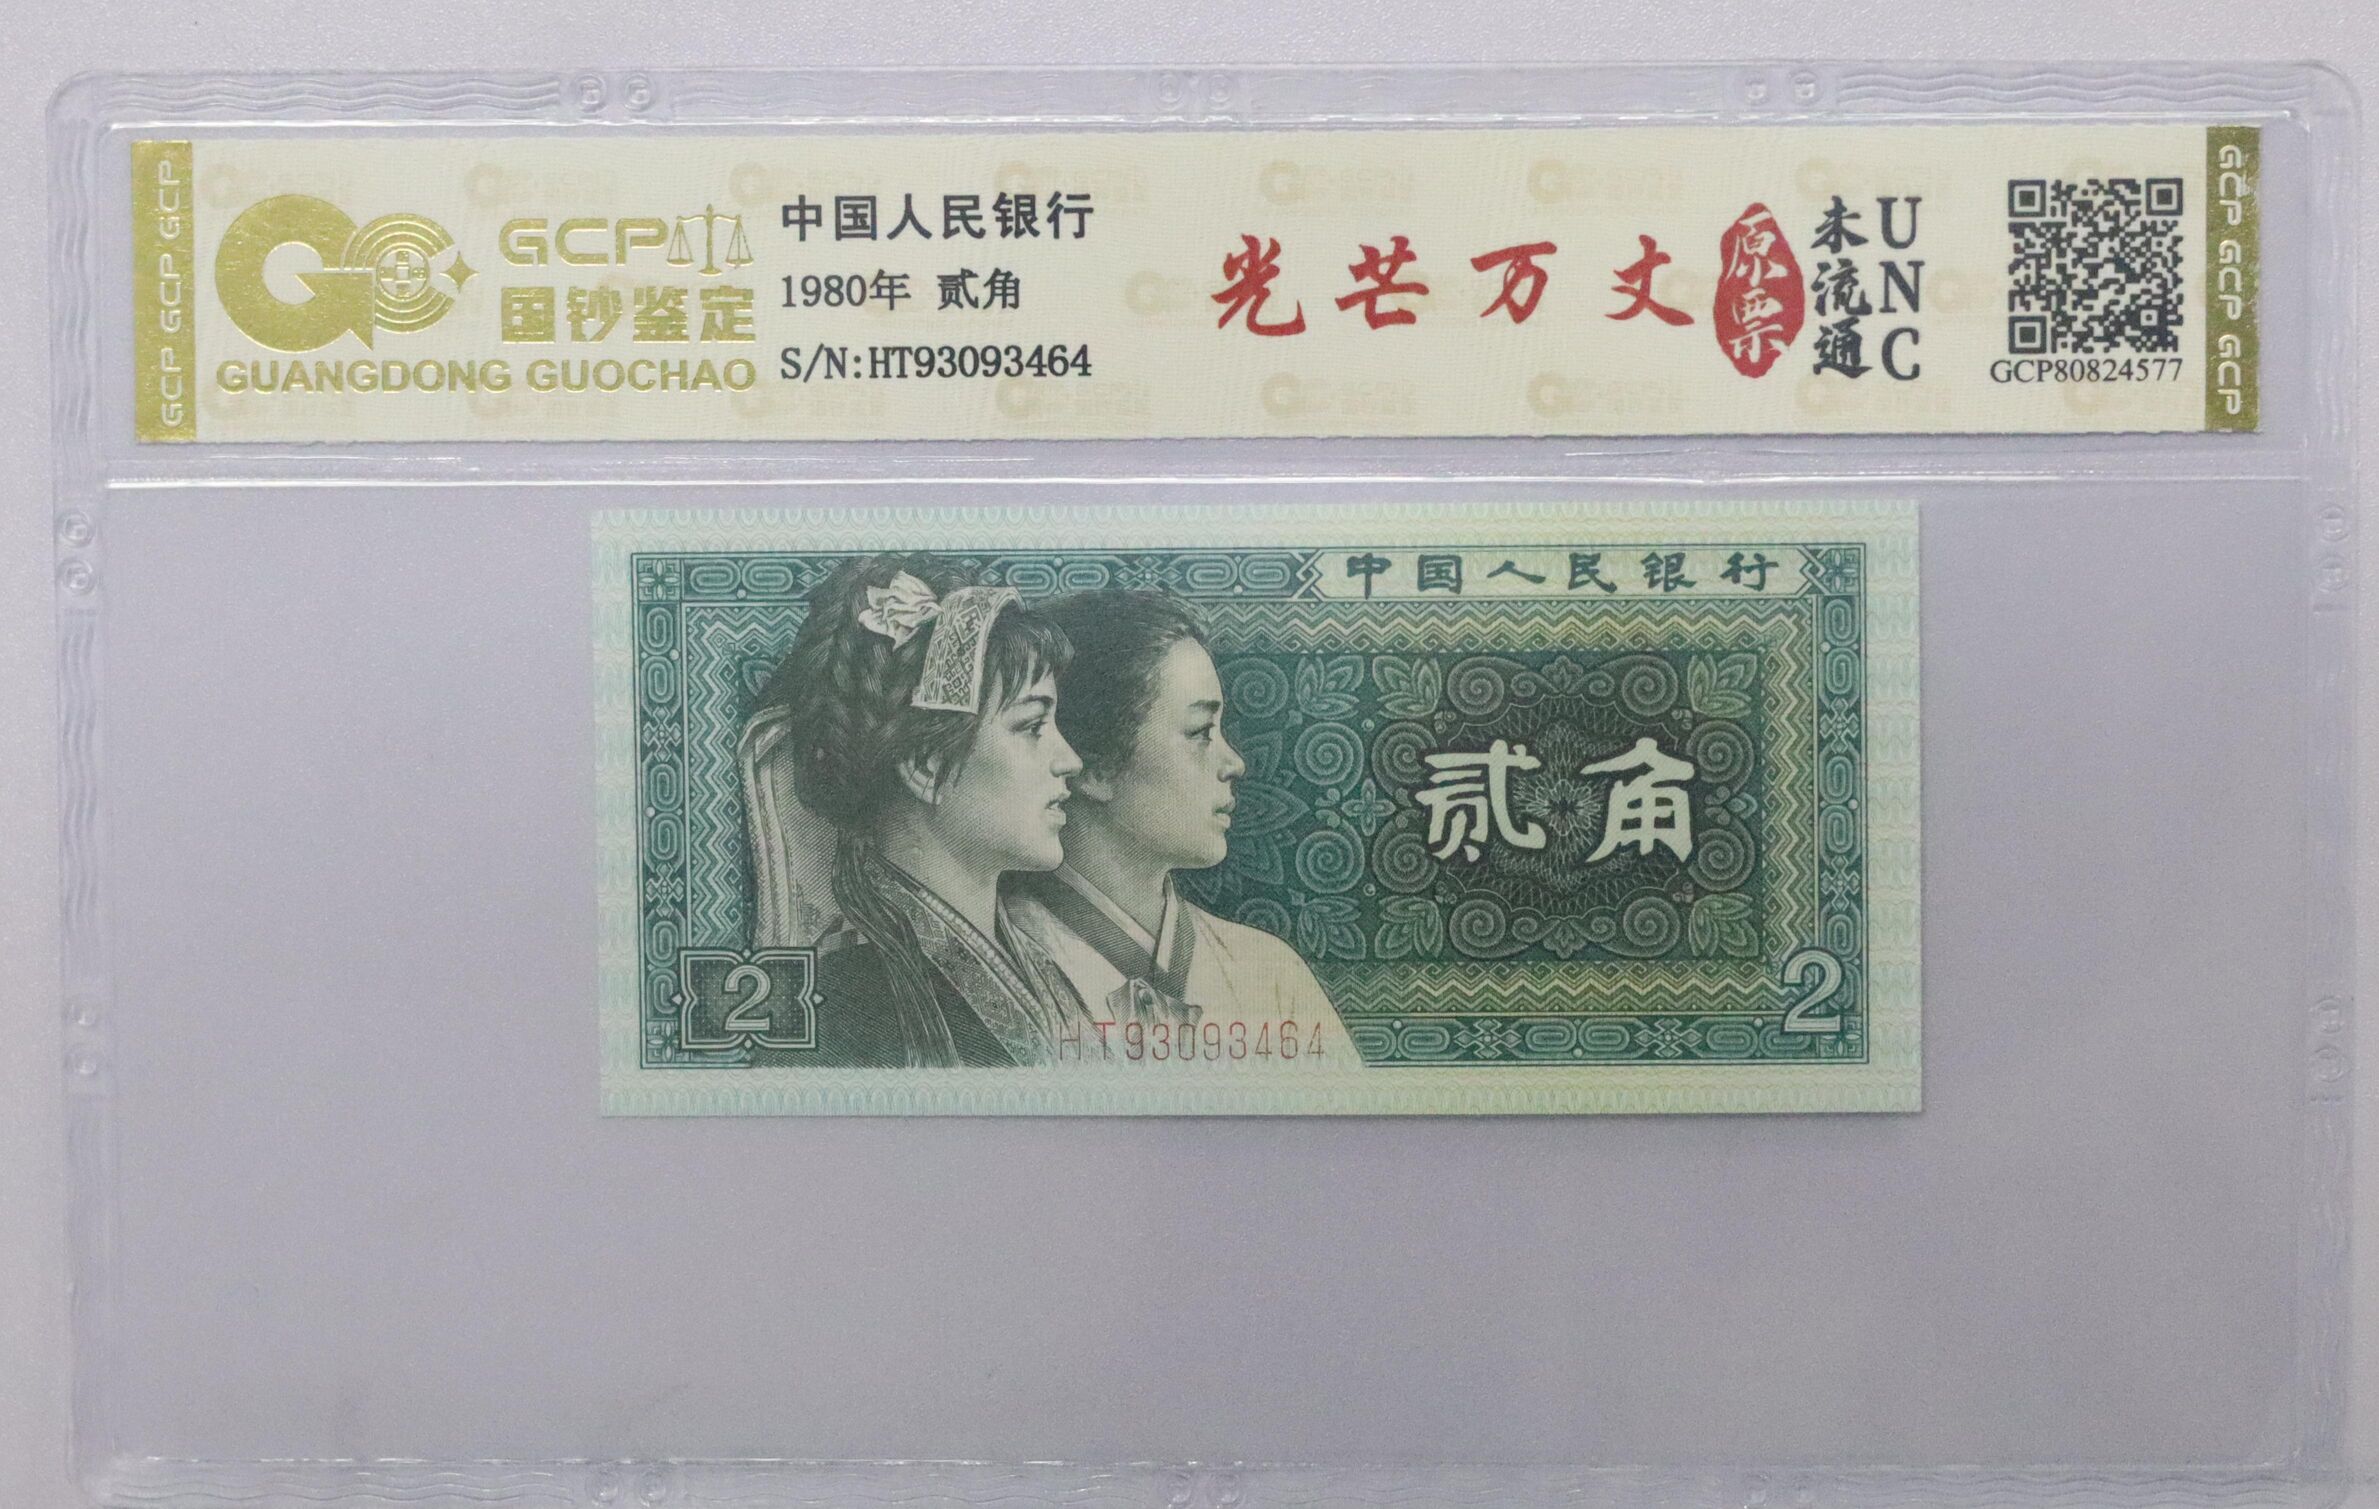 GCP GCP GCP
GCP
国钞鉴定
GUANGDONG GUOCHAO
中国人民银行
1980年 贰角
S/N:HT93093464
光芒万丈
原票
未流通
UNC
GCP80824577
GCP GCP GCP
中国人民银行
贰角
2
2
HT93093464